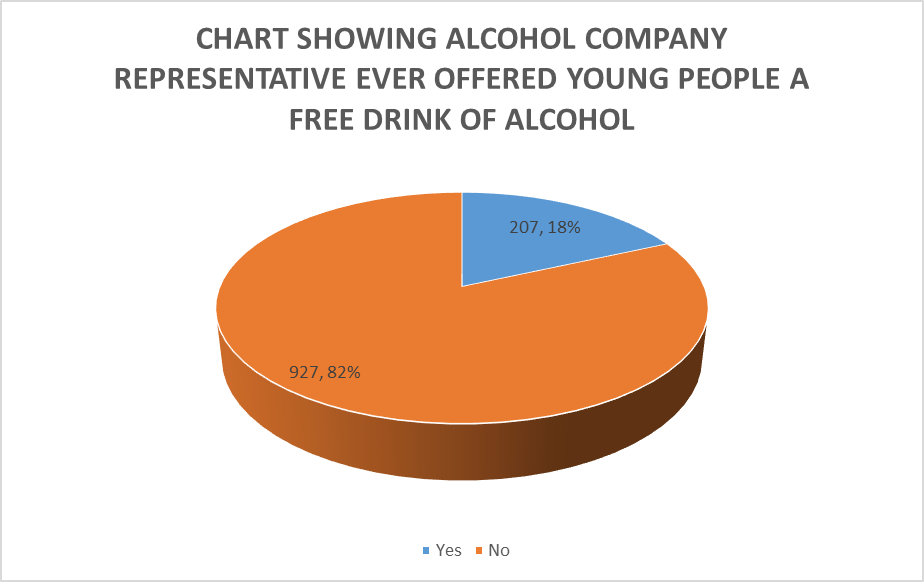 CHART SHOWING ALCOHOL COMPANY
REPRESENTATIVE EVER OFFERED YOUNG PEOPLE A
FREE DRINK OF ALCOHOL
207, 18%
927, 82%
Yes No